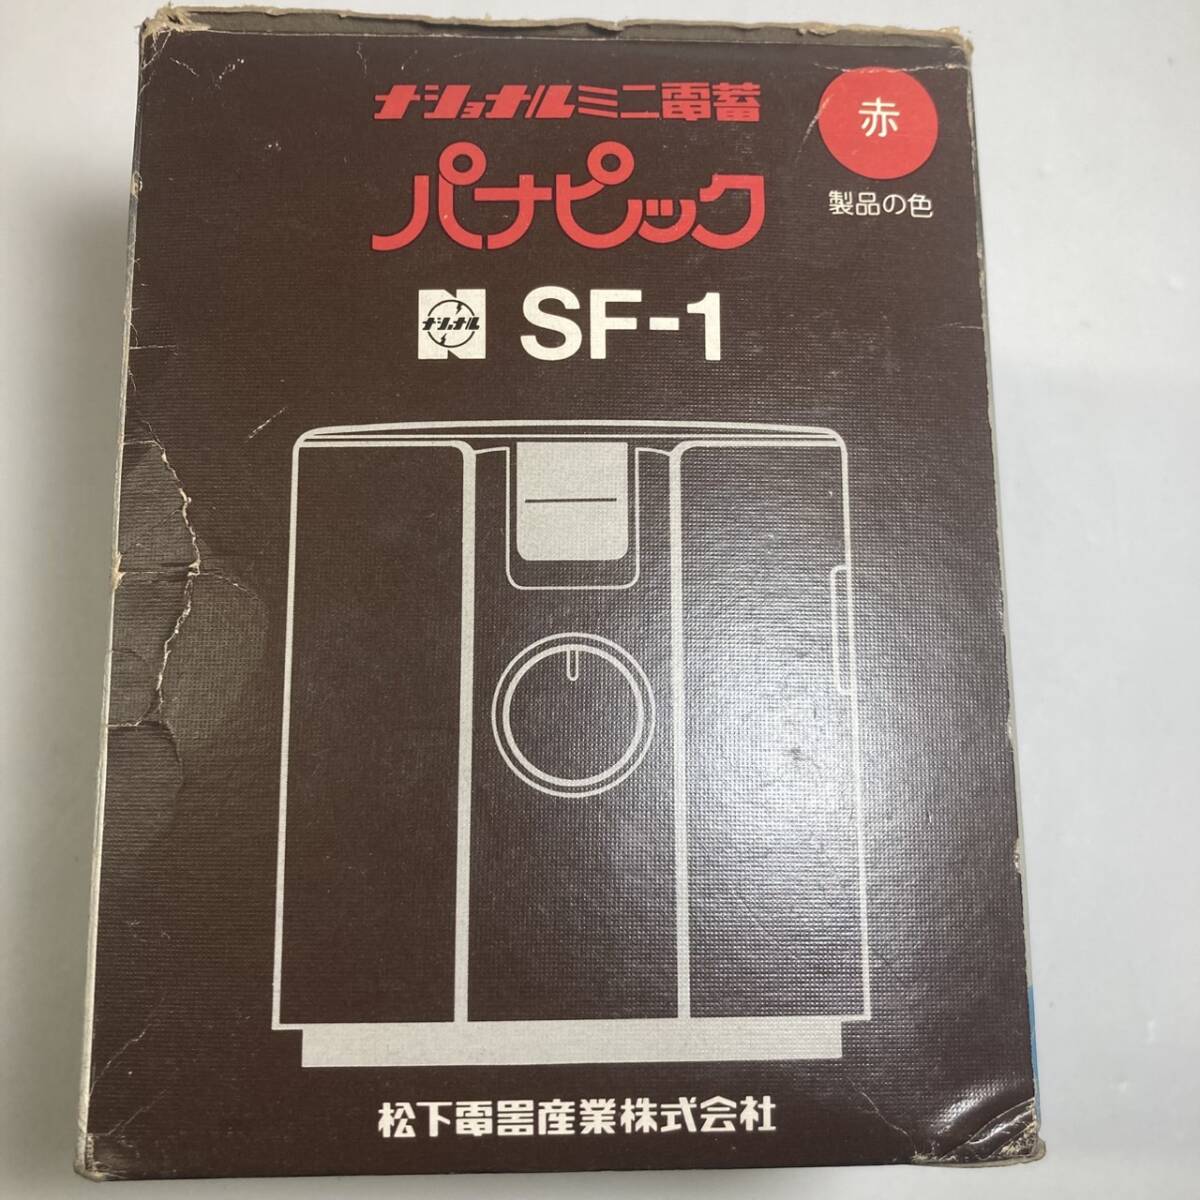 ナショナルミニ電蓄
パナピック
赤
製品の色
ナショナル
SF-1
松下電器産業株式会社